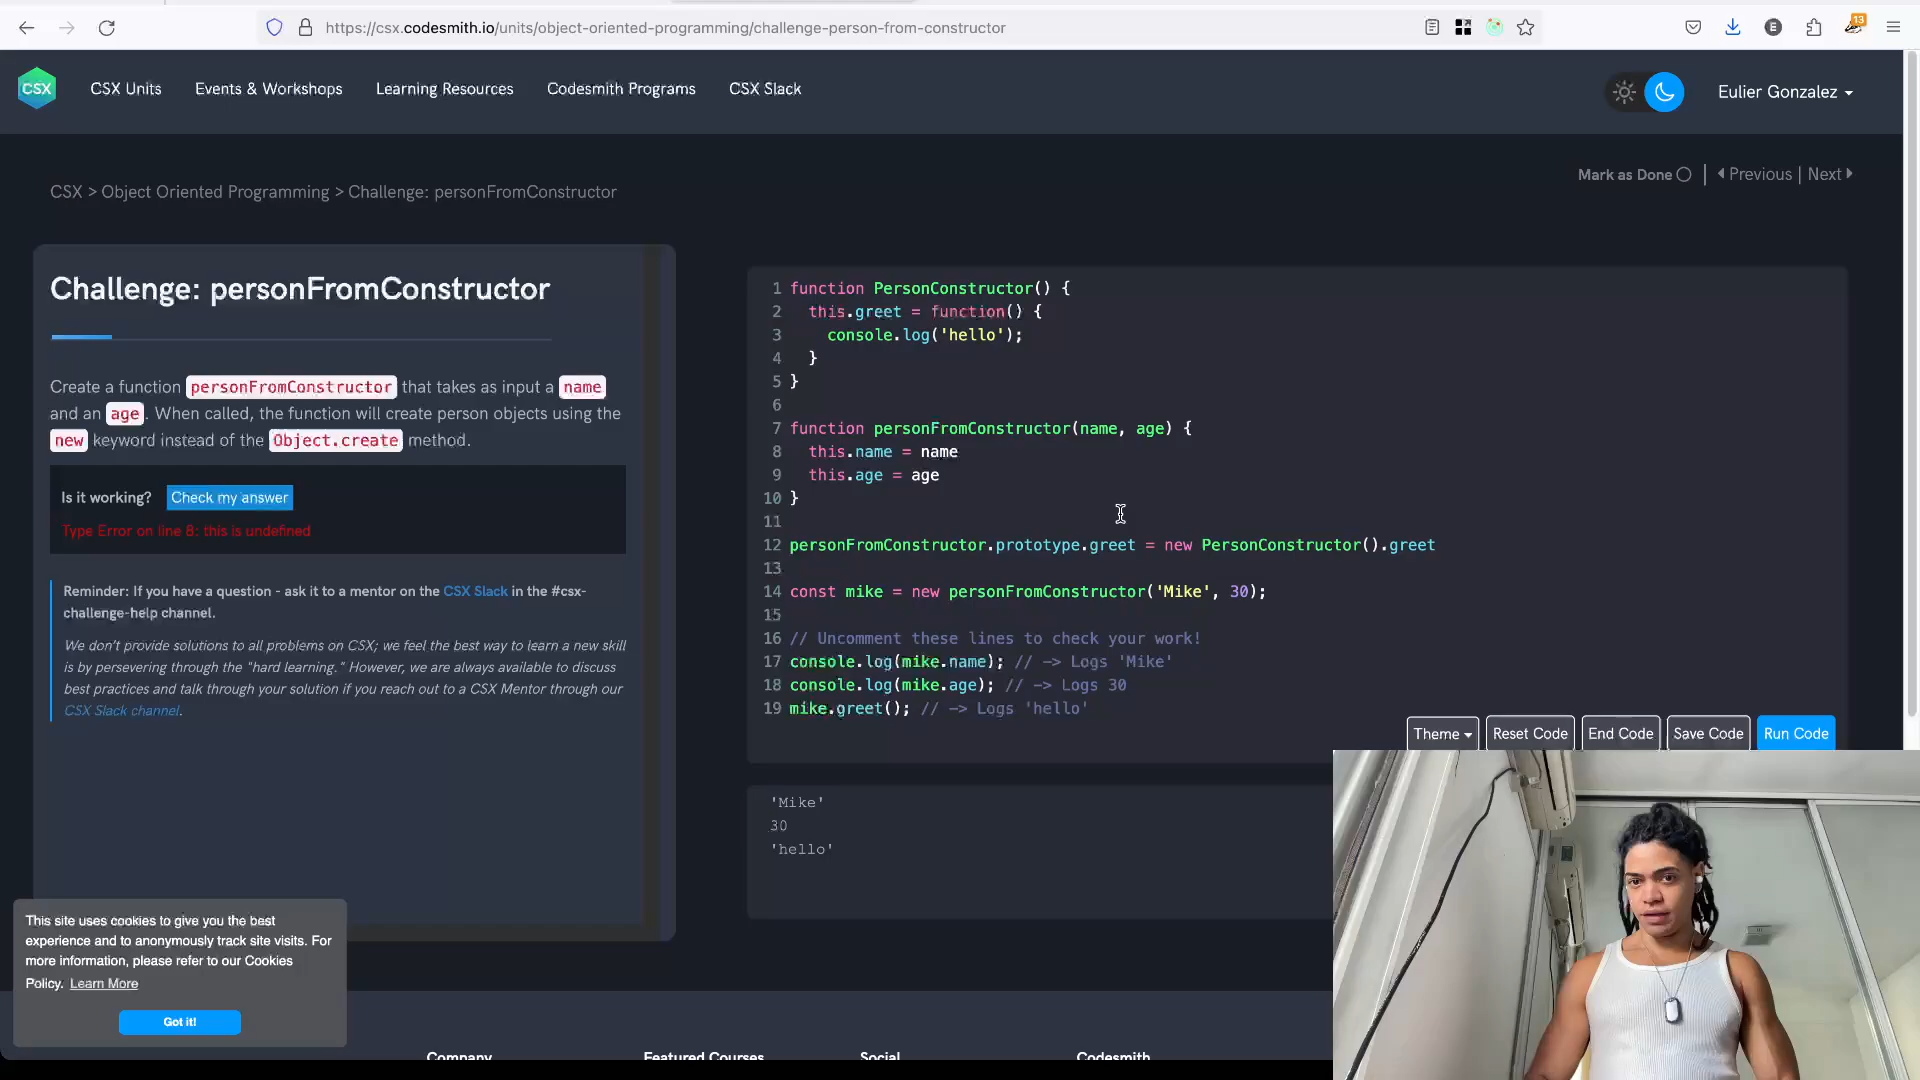 https://csx.codesmith.io/units/object-oriented-programming/challenge-person-from-constructor
13
E
CSX
CSX Units
Events & Workshops
Learning Resources
Codesmith Programs
CSX Slack
Eulier Gonzalez
CSX > Object Oriented Programming > Challenge: personFromConstructor
Mark as Done | Previous | Next
Challenge: personFromConstructor
Create a function personFromConstructor that takes as input a name
and an age. When called, the function will create person objects using the
new keyword instead of the Object.create method.
Is it working? Check my answer
Type Error on line 8: this is undefined
Reminder: If you have a question - ask it to a mentor on the CSX Slack in the #csx-
challenge-help channel.
We don't provide solutions to all problems on CSX; we feel the best way to learn a new skill
is by persevering through the "hard learning." However, we are always available to discuss
best practices and talk through your solution if you reach out to a CSX Mentor through our
CSX Slack channel.
1 function PersonConstructor() {
2 this.greet = function() {
3 console.log('hello');
4 }
5 }
6
7 function personFromConstructor(name, age) {
8 this.name = name
9 this.age = age
10 }
11
12 personFromConstructor.prototype.greet = new PersonConstructor().greet
13
14 const mike = new personFromConstructor('Mike', 30);
15
16 // Uncomment these lines to check your work!
17 console.log(mike.name); // -> Logs 'Mike'
18 console.log(mike.age); // -> Logs 30
19 mike.greet(); // -> Logs 'hello'
Theme
Reset Code
End Code
Save Code
Run Code
'Mike'
30
'hello'
This site uses cookies to give you the best
experience and to anonymously track site visits. For
more information, please refer to our Cookies
Policy. Learn More
Got it!
Company
Featured Courses
Social
Codesmith